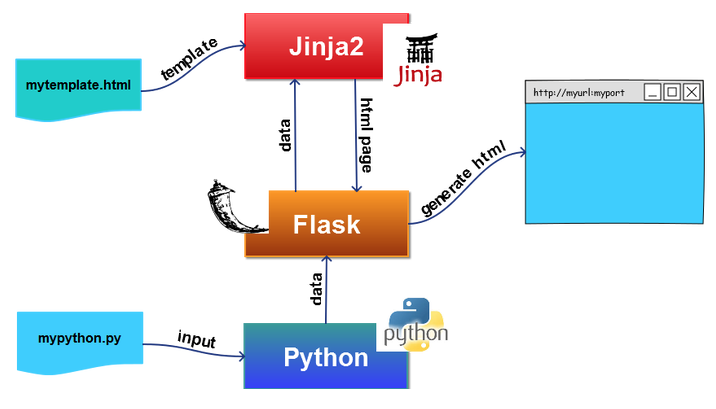 template
Jinja2
Jinja
mytemplate.html
http://myurl:myport
data
html page
generate html
Flask
data
mypython.py
input
Python
python